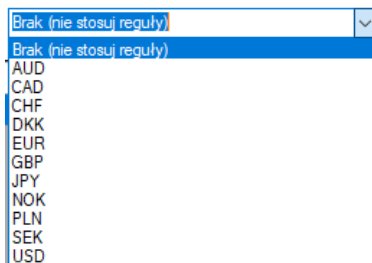 Brak (nie stosuj reguły)
Brak (nie stosuj reguły)
AUD
CAD
CHF
DKK
EUR
GBP
JPY
NOK
PLN
SEK
USD